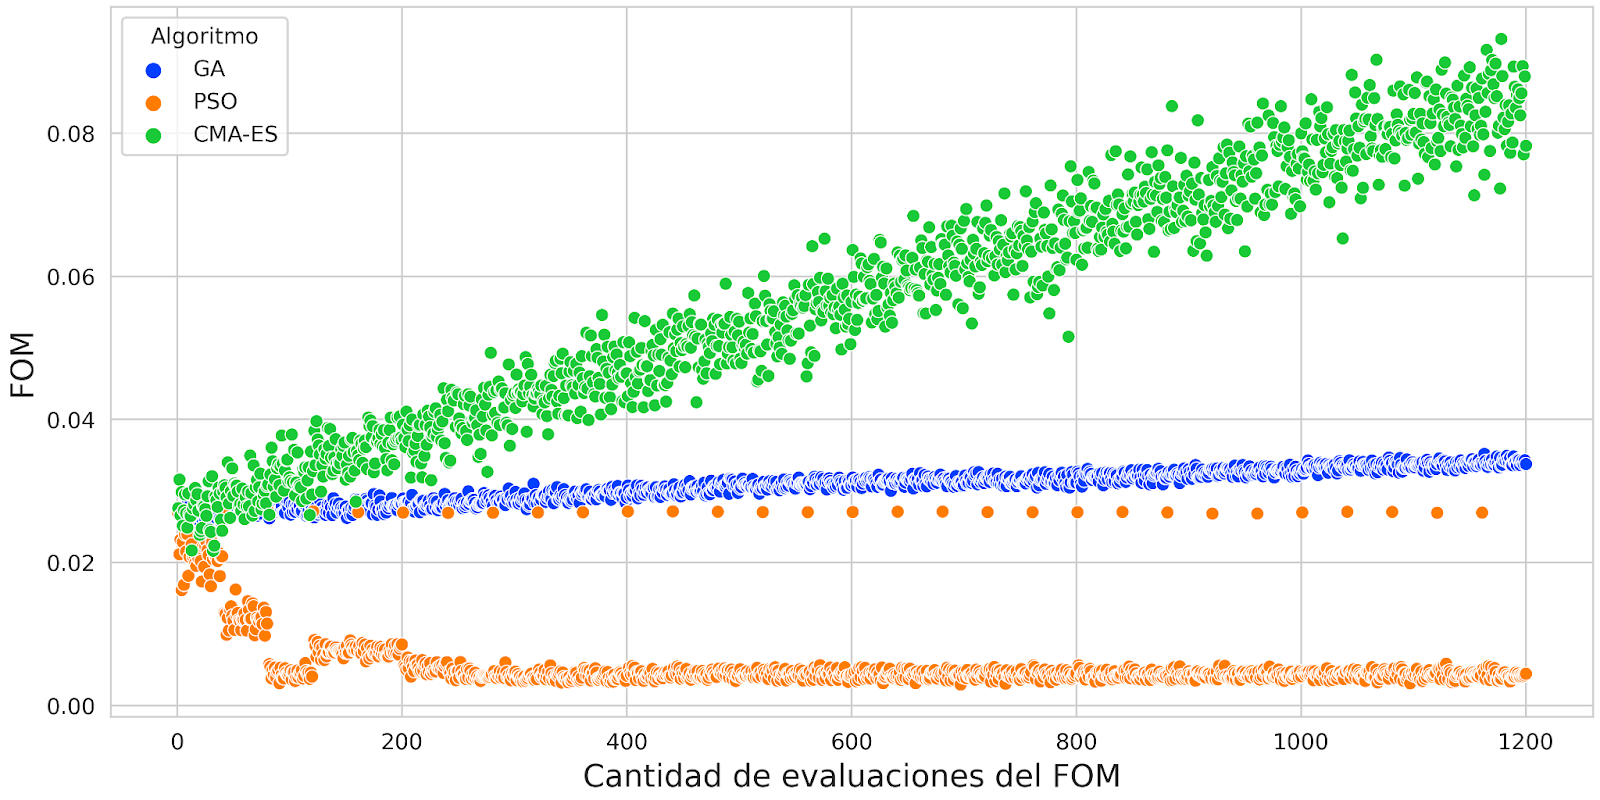 Algoritmo
GA
PSO
CMA-ES
FOM
0.08
0.06
0.04
0.02
0.00
0 200 400 600 800 1000 1200
Cantidad de evaluaciones del FOM